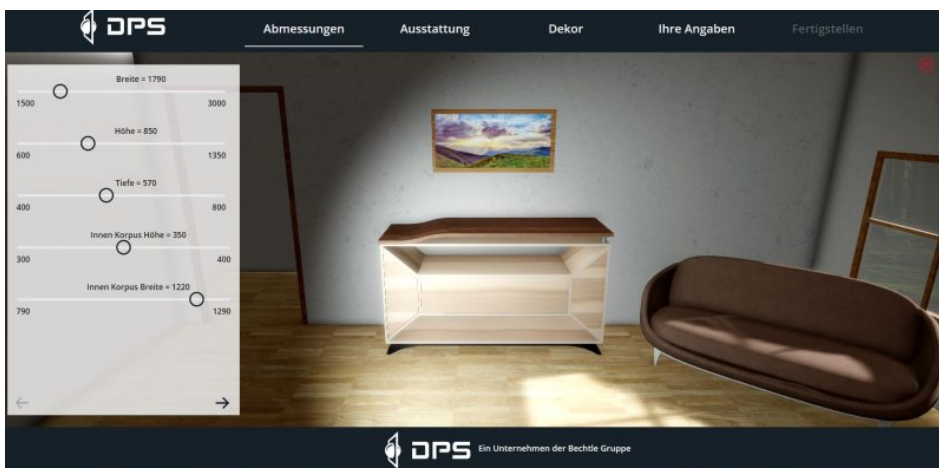 DPS
Abmessungen Ausstattung Dekor Ihre Angaben Fertigstellen
Breite = 1790
1500 3000
Höhe = 850
600 1350
Tiefe = 570
400 800
Innen Korpus Höhe = 350
300 400
Innen Korpus Breite = 1220
790 1290
DPS Ein Unternehmen der Bechtle Gruppe